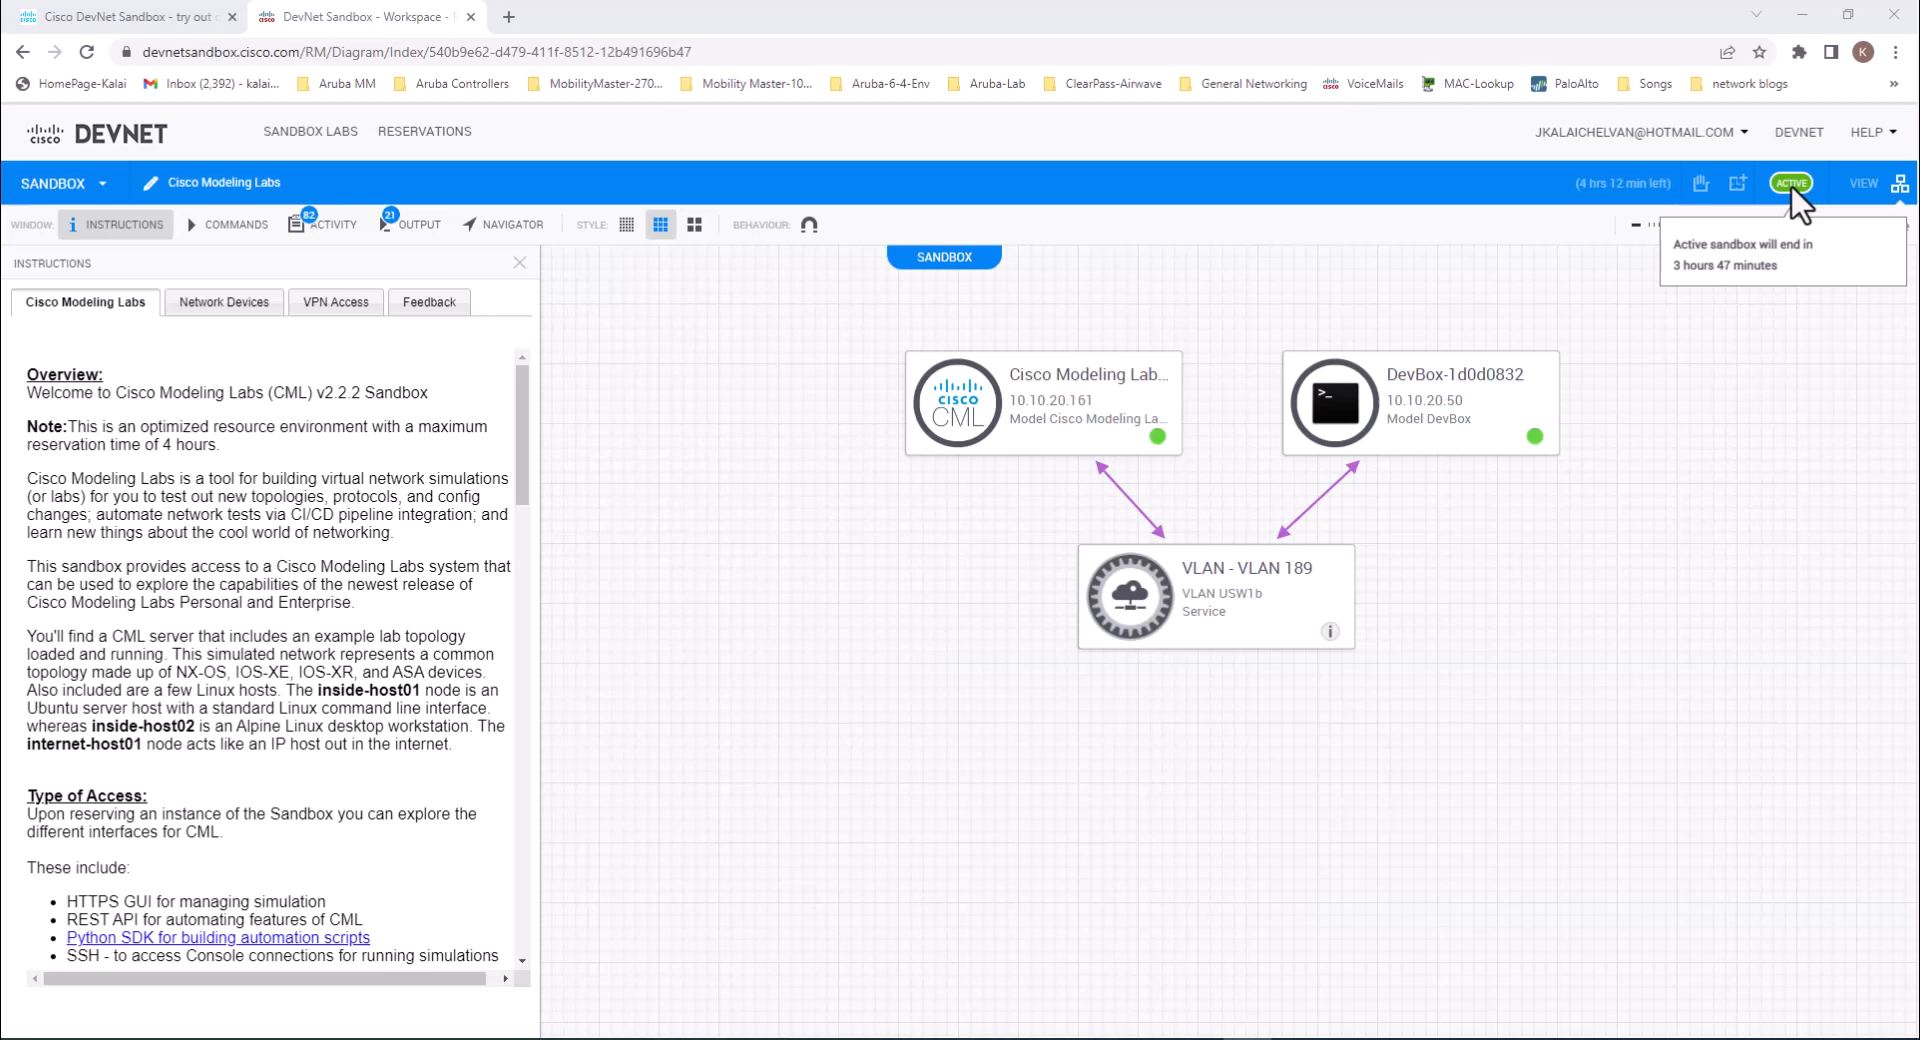 Cisco DevNet Sandbox - try out
DevNet Sandbox - Workspace -
devnetsandbox.cisco.com/RM/Diagram/Index/540b9e62-d479-411f-8512-12b491696b47
K
HomePage-Kalai
Inbox (2,392) - kalai...
Aruba MM
Aruba Controllers
MobilityMaster-270...
Mobility Master-10...
Aruba-6-4-Env
Aruba-Lab
ClearPass-Airwave
General Networking
VoiceMails
MAC-Lookup
PaloAlto
Songs
network blogs
»
CISCO DEVNET
SANDBOX LABS
RESERVATIONS
JKALAICHELVAN@HOTMAIL.COM
DEVNET
HELP
SANDBOX
Cisco Modeling Labs
(4 hrs 12 min left)
ACTIVE
VIEW
WINDOW:
INSTRUCTIONS
COMMANDS
82
ACTIVITY
21
OUTPUT
NAVIGATOR
STYLE:
BEHAVIOUR:
Active sandbox will end in
3 hours 47 minutes
INSTRUCTIONS
Cisco Modeling Labs
Network Devices
VPN Access
Feedback
Overview:
Welcome to Cisco Modeling Labs (CML) v2.2.2 Sandbox
Note:This is an optimized resource environment with a maximum
reservation time of 4 hours.
Cisco Modeling Labs is a tool for building virtual network simulations
(or labs) for you to test out new topologies, protocols, and config
changes; automate network tests via CI/CD pipeline integration; and
learn new things about the cool world of networking.
This sandbox provides access to a Cisco Modeling Labs system that
can be used to explore the capabilities of the newest release of
Cisco Modeling Labs Personal and Enterprise.
You'll find a CML server that includes an example lab topology
loaded and running. This simulated network represents a common
topology made up of NX-OS, IOS-XE, IOS-XR, and ASA devices.
Also included are a few Linux hosts. The inside-host01 node is an
Ubuntu server host with a standard Linux command line interface.
whereas inside-host02 is an Alpine Linux desktop workstation. The
internet-host01 node acts like an IP host out in the internet.
Type of Access:
Upon reserving an instance of the Sandbox you can explore the
different interfaces for CML.
These include:
• HTTPS GUI for managing simulation
• REST API for automating features of CML
• Python SDK for building automation scripts
• SSH - to access Console connections for running simulations
SANDBOX
CISCO
CML
Cisco Modeling Lab...
10.10.20.161
Model Cisco Modeling La...
>_
DevBox-1d0d0832
10.10.20.50
Model DevBox
VLAN - VLAN 189
VLAN USW1b
Service
i